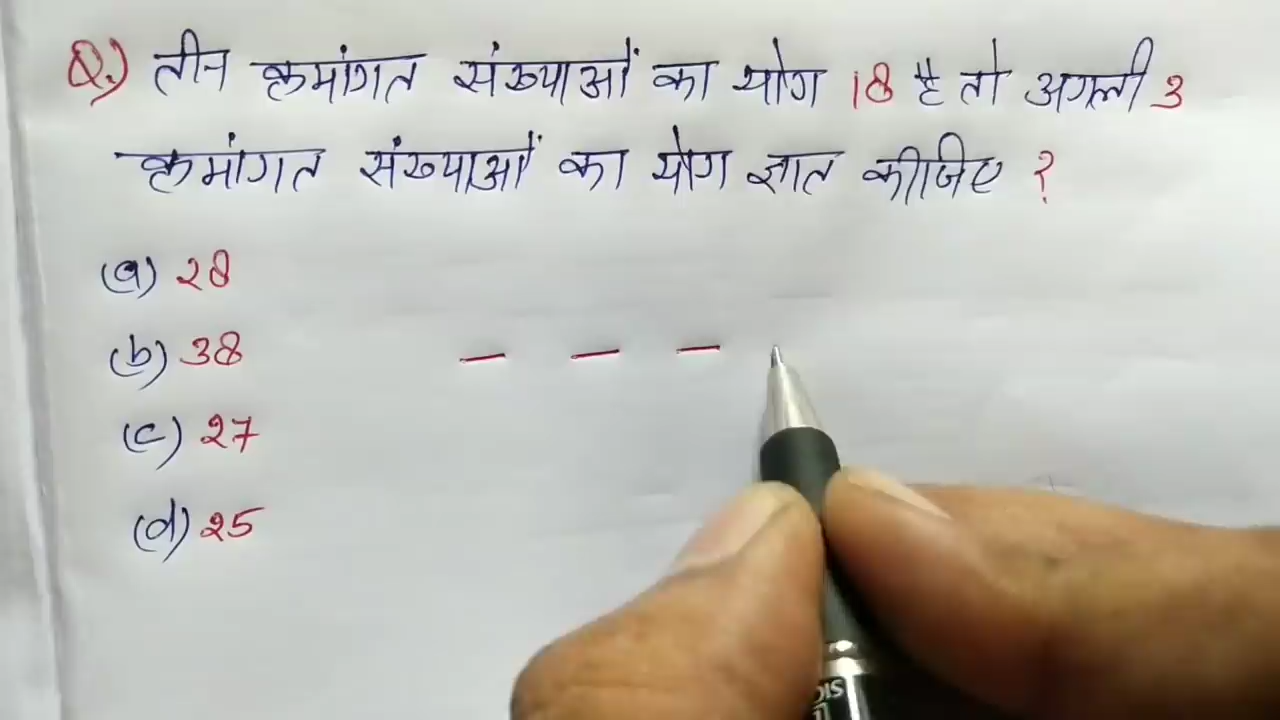 Q.) तीन क्रमांगत संख्याओं का योग 18 है तो अगली 3
क्रमांगत संख्याओं का योग ज्ञात कीजिए ?
(a) 28
(b) 38
(c) 27
(d) 25